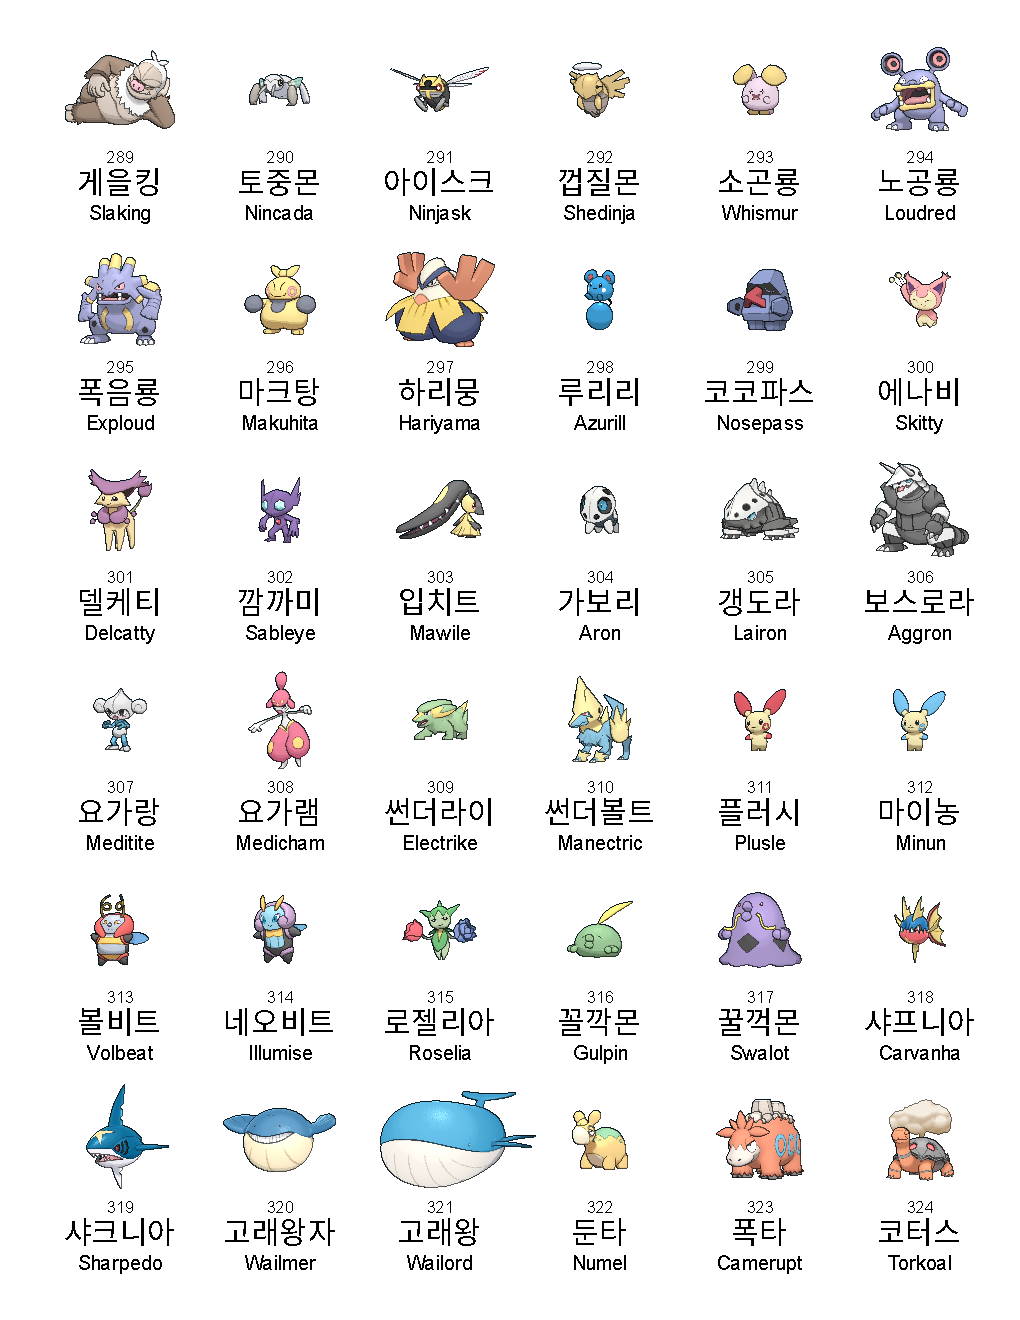 289 290 291 292 293 294
게을킹 토중몬 아이스크 껍질몬 소곤룡 노공룡
Slaking Nincada Ninjask Shedinja Whismur Loudred
295 296 297 298 299 300
폭음룡 마크탕 하리뭉 루리리 코코파스 에나비
Exploud Makuhita Hariyama Azurill Nosepass Skitty
301 302 303 304 305 306
델케티 깜까미 입치트 가보리 갱도라 보스로라
Delcatty Sableye Mawile Aron Lairon Aggron
307 308 309 310 311 312
요가랑 요가램 썬더라이 썬더볼트 플러시 마이농
Meditite Medicham Electrike Manectric Plusle Minun
313 314 315 316 317 318
볼비트 네오비트 로젤리아 꼴깍몬 꿀꺽몬 샤프니아
Volbeat Illumise Roselia Gulpin Swalot Carvanha
319 320 321 322 323 324
샤크니아 고래왕자 고래왕 둔타 폭타 코터스
Sharpedo Wailmer Wailord Numel Camerupt Torkoal